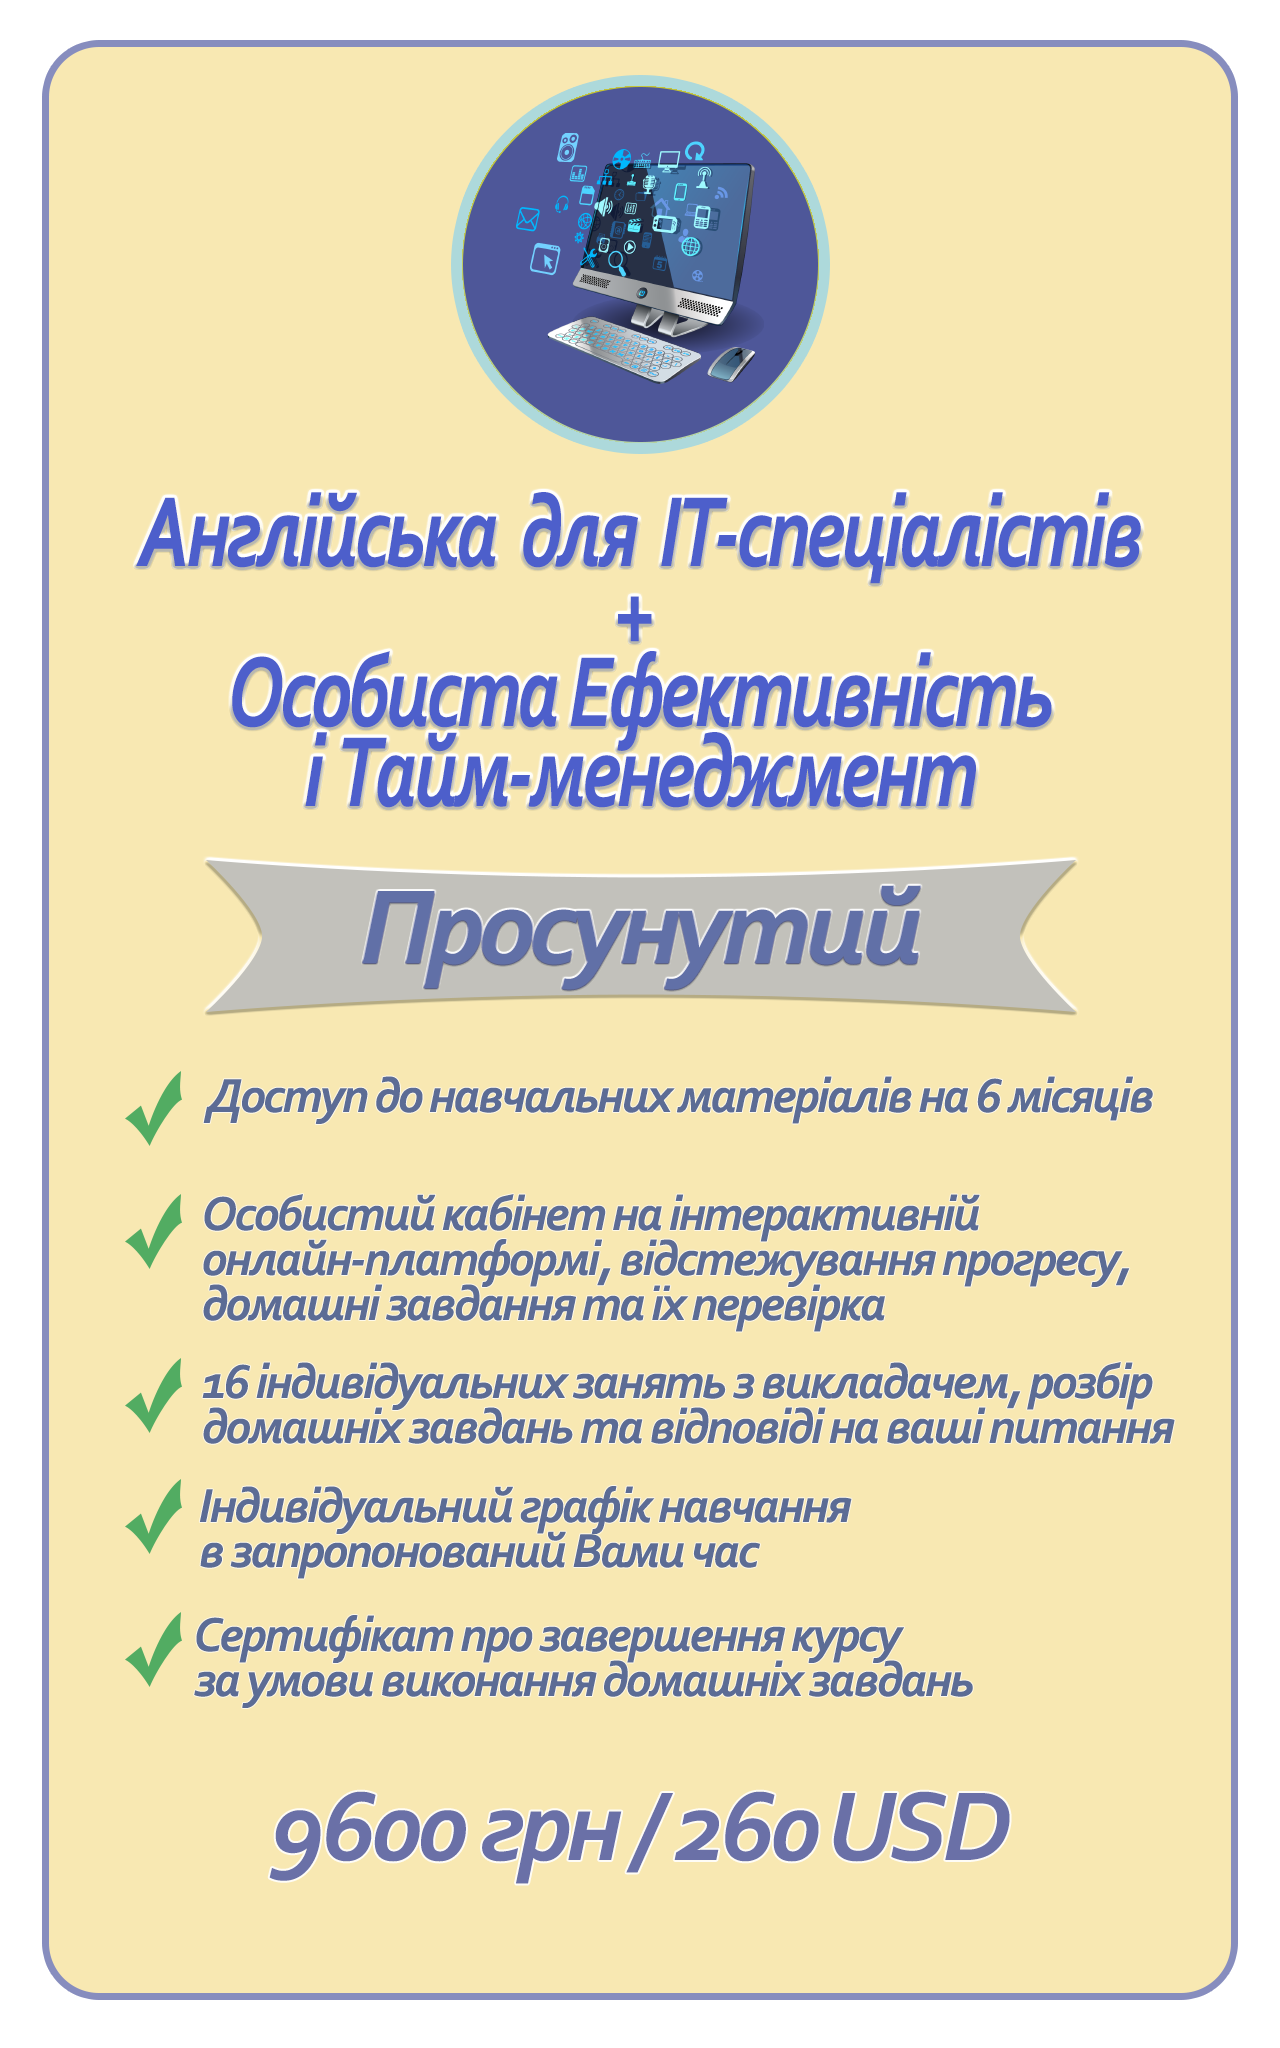 Англійська для ІТ-спеціалістів
+
Особиста Ефективність
і Тайм-менеджмент
Просунутий
Доступ до навчальних матеріалів на 6 місяців
Особистий кабінет на інтерактивній
онлайн-платформі, відстежування прогресу,
домашні завдання та їх перевірка
16 індивідуальних занять з викладачем, розбір
домашніх завдань та відповіді на ваші питання
Індивідуальний графік навчання
в запропонований Вами час
Сертифікат про завершення курсу
за умови виконання домашніх завдань
9600 грн / 260 USD